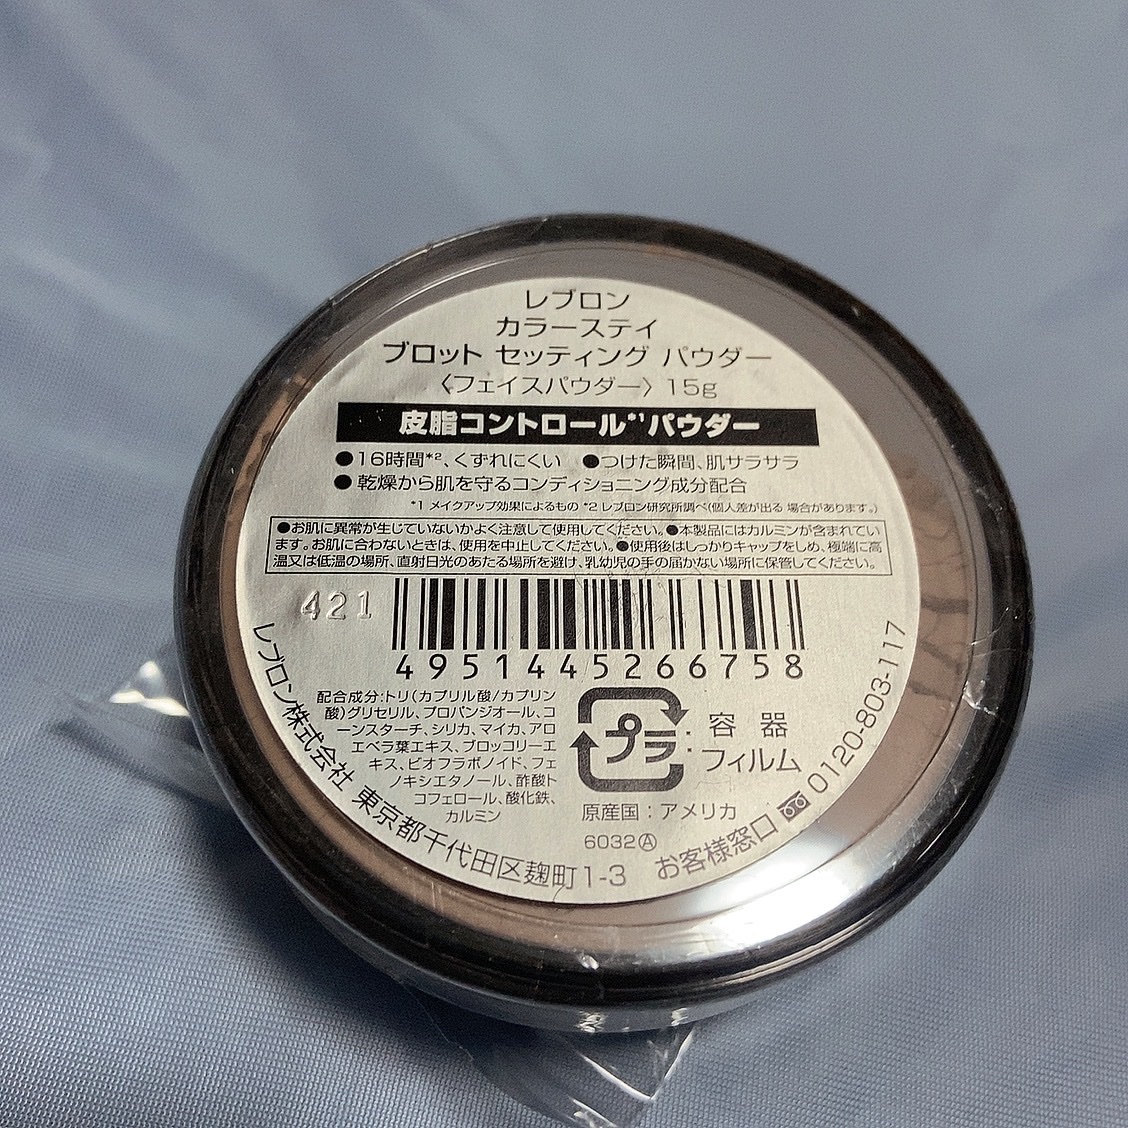 レブロン
カラーステイ
ブロット セッティング パウダー
〈フェイスパウダー〉15g
皮脂コントロール*¹パウダー
●16時間*²、くずれにくい ●つけた瞬間、肌サラサラ
●乾燥から肌を守るコンディショニング成分配合
*1 メイクアップ効果によるもの *2 レブロン研究所調べ(個人差が出る 場合があります。)
●お肌に異常が生じていないかよく注意して使用してください。●本製品にはカルミンが含まれてい
ます。お肌に合わないときは、使用を中止してください。●使用後はしっかりキャップをしめ、極端に高
温又は低温の場所、直射日光のあたる場所を避け、乳幼児の手の届かない場所に保管してください。
421
4951445266758
配合成分:トリ(カプリル酸/カプリン
酸)グリセリル、プロパンジオール、コ
ーンスターチ、シリカ、マイカ、アロ
エベラ葉エキス、ブロッコリーエ
キス、ビオフラボノイド、フェ
ノキシエタノール、酢酸ト
コフェロール、酸化鉄、
カルミン
プラ
:容器
:フィルム
原産国:アメリカ
6032Ⓐ
レブロン株式会社 東京都千代田区麹町1-3 お客様窓口 0120-803-117